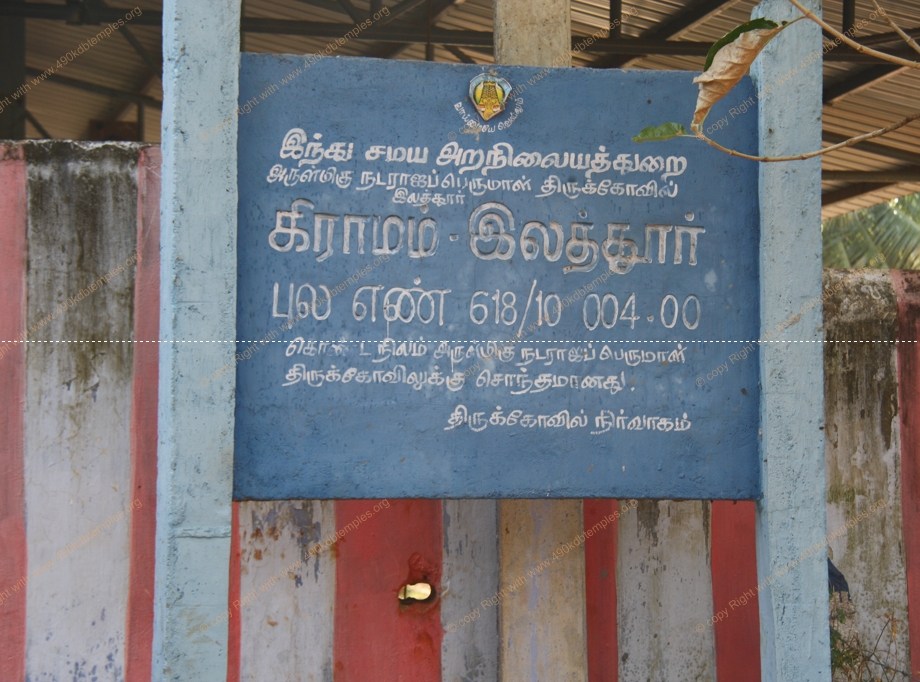 இந்து சமய அறநிலையத்துறை
அருள்மிகு நடராஜப்பெருமாள் திருக்கோவில்
இலத்தூர்
கிராமம் - இலத்தூர்
பல எண் 618/10 004-00
கொண்ட நிலம் அருள்மிகு நடராஜப்பெருமாள்
திருக்கோவிலுக்கு சொந்தமானது.
திருக்கோவில் நிர்வாகம்